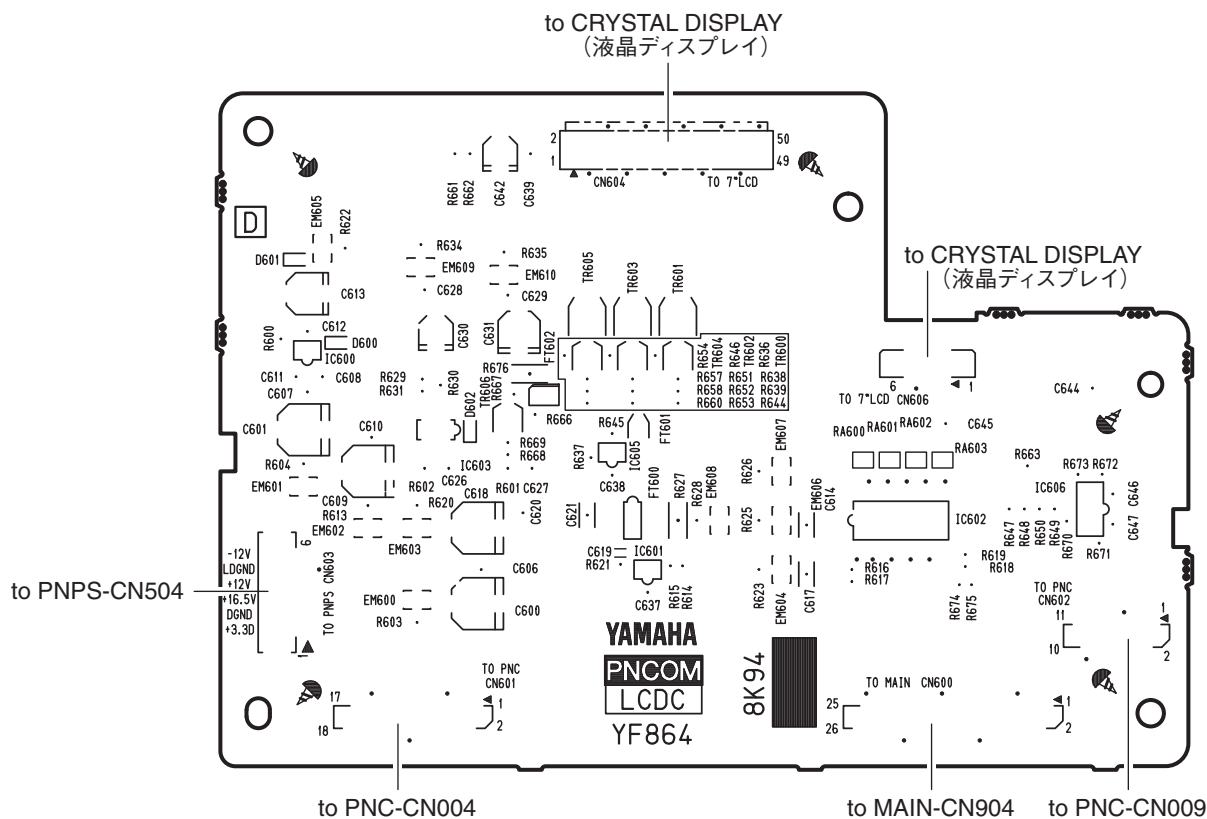 to CRYSTAL DISPLAY
(液晶ディスプレイ)
2
50
1
49
CN604
TO 7"LCD
R661
R662
C642
C639
D
EM605
R622
D601
C613
R634
EM609
C628
R635
EM610
C629
TR605
TR603
TR601
to CRYSTAL DISPLAY
(液晶ディスプレイ)
R600
C612
D600
IC600
C611
C608
C607
C630
C631
FT602
R676
R629
R631
R630
TR606
R667
D602
R666
R654
TR604
R646
TR602
R636
TR600
R657
R651
R638
R658
R652
R639
R660
R653
R644
6
1
TO 7"LCD CN606
C644
C601
C610
R604
EM601
C609
R602
C626
IC603
R669
R668
R601
C627
R645
FT601
IC605
R637
C638
EM607
R626
RA600
RA601
RA602
C645
RA603
R663
R673
R672
IC606
C646
C647
R613
EM602
R620
C618
C620
EM603
C621
FT600
R627
R628
EM608
R625
EM606
C614
IC602
R647
R648
R650
R649
R670
R671
6
-12V
LDGND
+12V
+16.5V
DGND
+3.3D
1
TO PNPS CN603
to PNPS-CN504
C606
EM600
R603
C600
C619
R621
IC601
C637
R615
R614
R623
EM604
C617
R616
R617
R619
R618
R674
R675
TO PNC
CN602
11
1
10
2
YAMAHA
PNCOM
LCDC
YF864
8K94
TO PNC
CN601
17
1
18
2
TO MAIN CN600
25
1
26
2
to PNC-CN004
to MAIN-CN904
to PNC-CN009